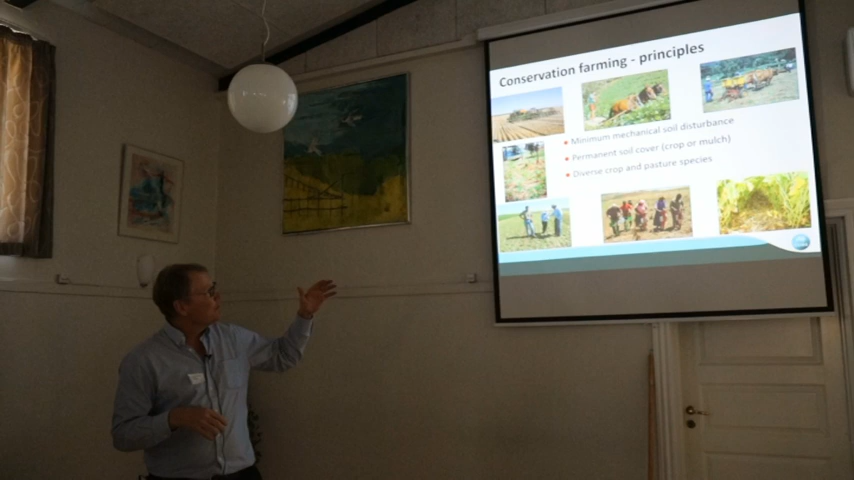 Conservation farming - principles
Minimum mechanical soil disturbance
Permanent soil cover (crop or mulch)
Diverse crop and pasture species